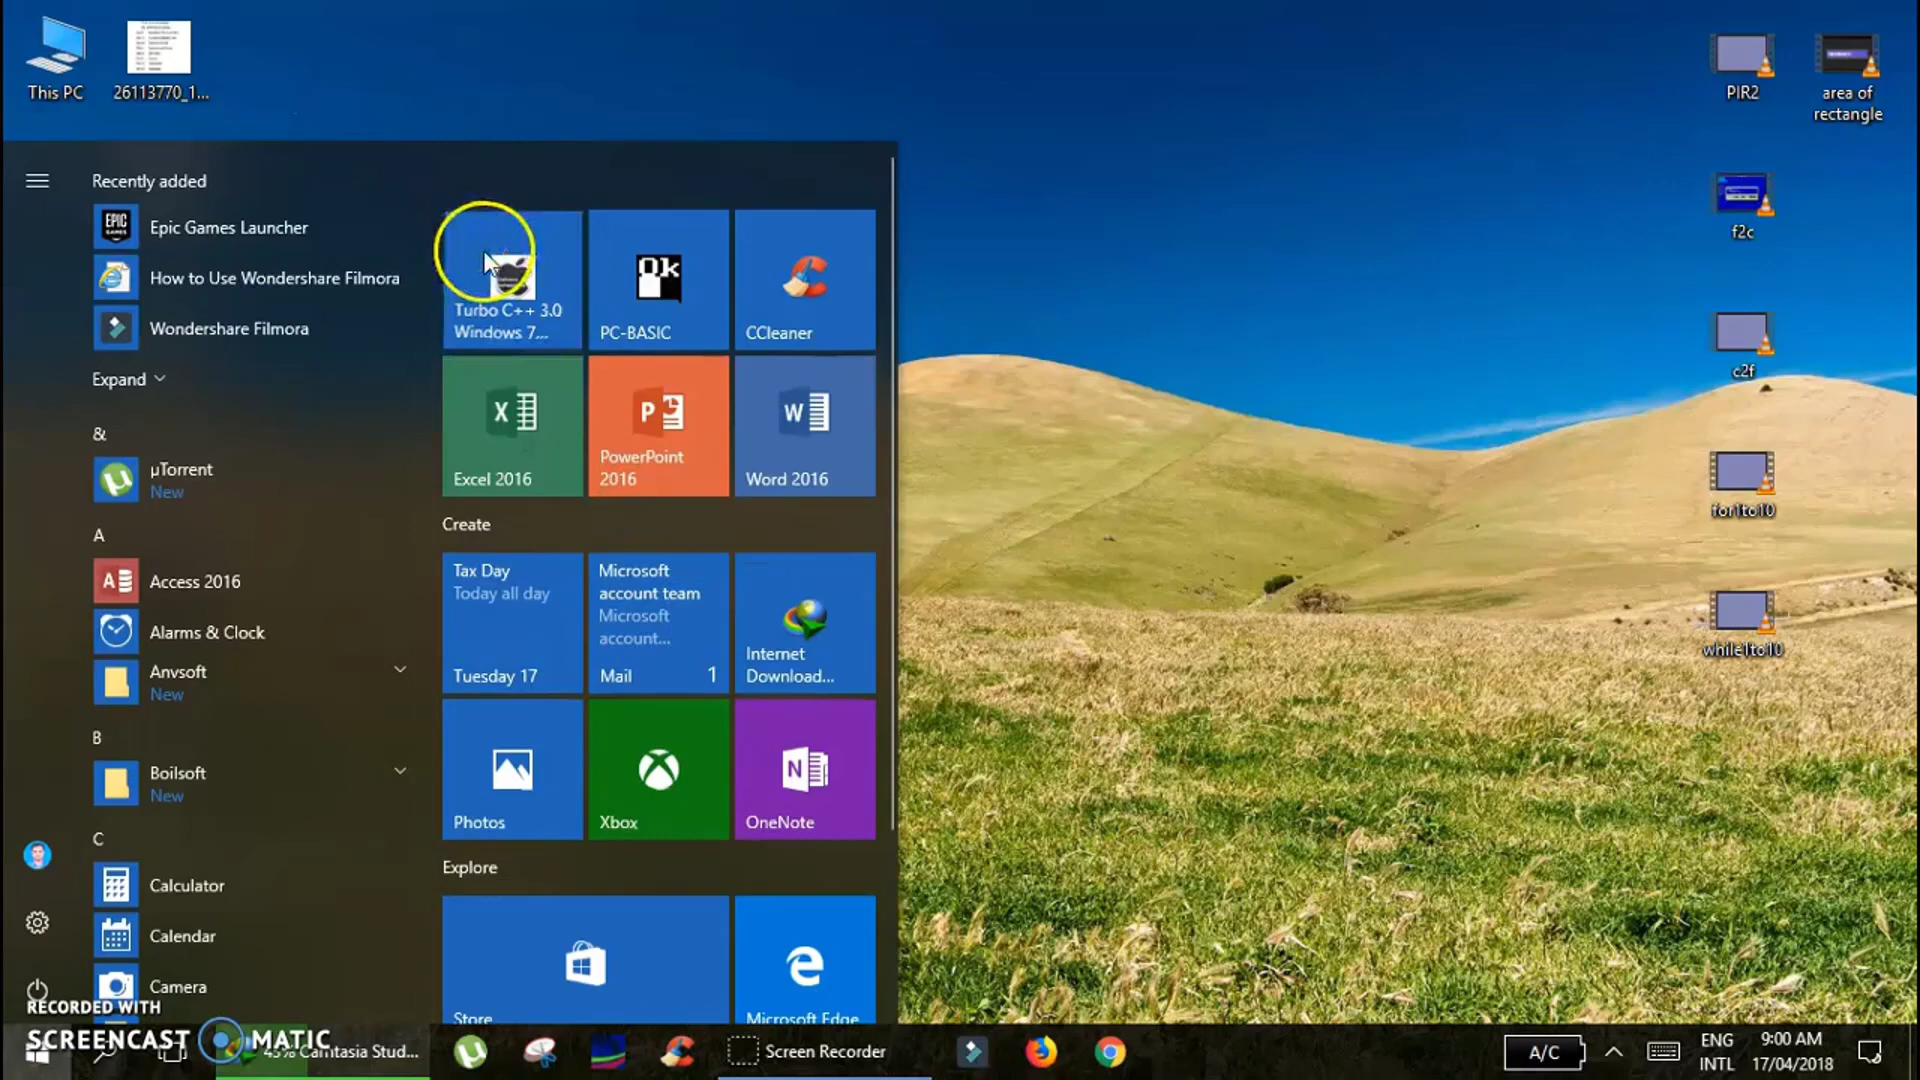 This PC
26113770_1...
PIR2
area of
rectangle
f2c
c2f
for1to10
while1to10
Recently added
EPIC
GAMES
Epic Games Launcher
How to Use Wondershare Filmora
Wondershare Filmora
Expand
&
µTorrent
New
A
Access 2016
Alarms & Clock
Anvsoft
New
B
Boilsoft
New
C
Calculator
Calendar
Camera
Turbo C++ 3.0
Windows 7...
Ok
PC-BASIC
CCleaner
Excel 2016
PowerPoint
2016
Word 2016
Create
Tax Day
Today all day
Tuesday 17
Microsoft
account team
Microsoft
account...
Mail 1
Internet
Download...
Photos
Xbox
OneNote
Explore
Store
Microsoft Edge
RECORDED WITH
SCREENCAST MATIC
45% Camtasia Stud...
Screen Recorder
A/C
ENG
INTL
9:00 AM
17/04/2018